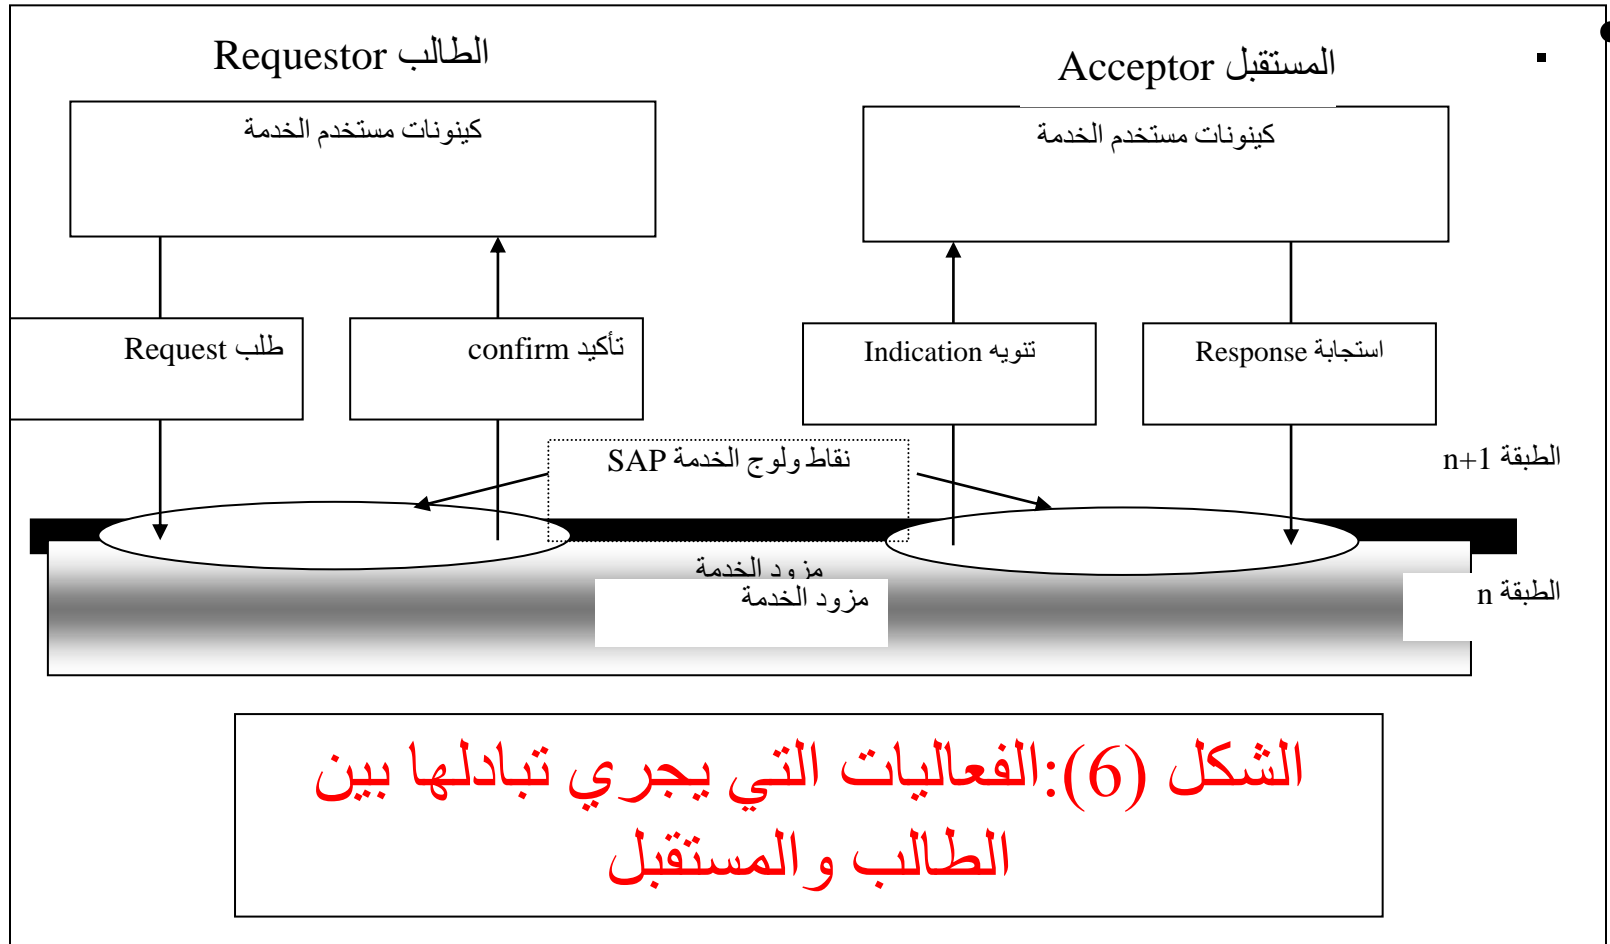 الطالب Requestor
المستقبل Acceptor
كينونات مستخدم الخدمة
كينونات مستخدم الخدمة
طلب Request
تأكيد confirm
تنويه Indication
استجابة Response
نقاط ولوج الخدمة SAP
الطبقة n+1
مزود الخدمة
مزود الخدمة
الطبقة n
الشكل (6):الفعاليات التي يجري تبادلها بين
الطالب والمستقبل